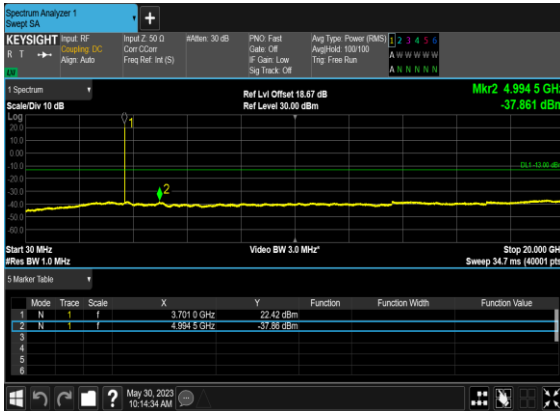 Spectrum Analyzer 1
Swept SA
+
KEYSIGHT Input: RF Input Z: 50 Ω #Atten: 30 dB PNO: Fast Avg Type: Power (RMS) 1 2 3 4 5 6
R T Coupling: DC Corr CCorr Gate: Off Avg|Hold: 100/100 A W W W W W
Align: Auto Freq Ref: Int (S) IF Gain: Low Trig: Free Run
LXI Sig Track: Off A N N N N N
1 Spectrum Ref Lvl Offset 18.67 dB Mkr2 4.994 5 GHz
Scale/Div 10 dB Ref Level 30.00 dBm -37.861 dBm
Log
20.0
10.0
0.00
-10.0
DL1 -13.00 dBm
-20.0
-30.0
-40.0
-50.0
-60.0
1
2
Start 30 MHz Video BW 3.0 MHz* Stop 20.000 GHz
#Res BW 1.0 MHz Sweep 34.7 ms (40001 pts)
5 Marker Table
Mode Trace Scale X Y Function Function Width Function Value
1 N 1 f 3.701 0 GHz 22.42 dBm
2 N 1 f 4.994 5 GHz -37.86 dBm
3
4
5
6
? May 30, 2023
10:14:34 AM